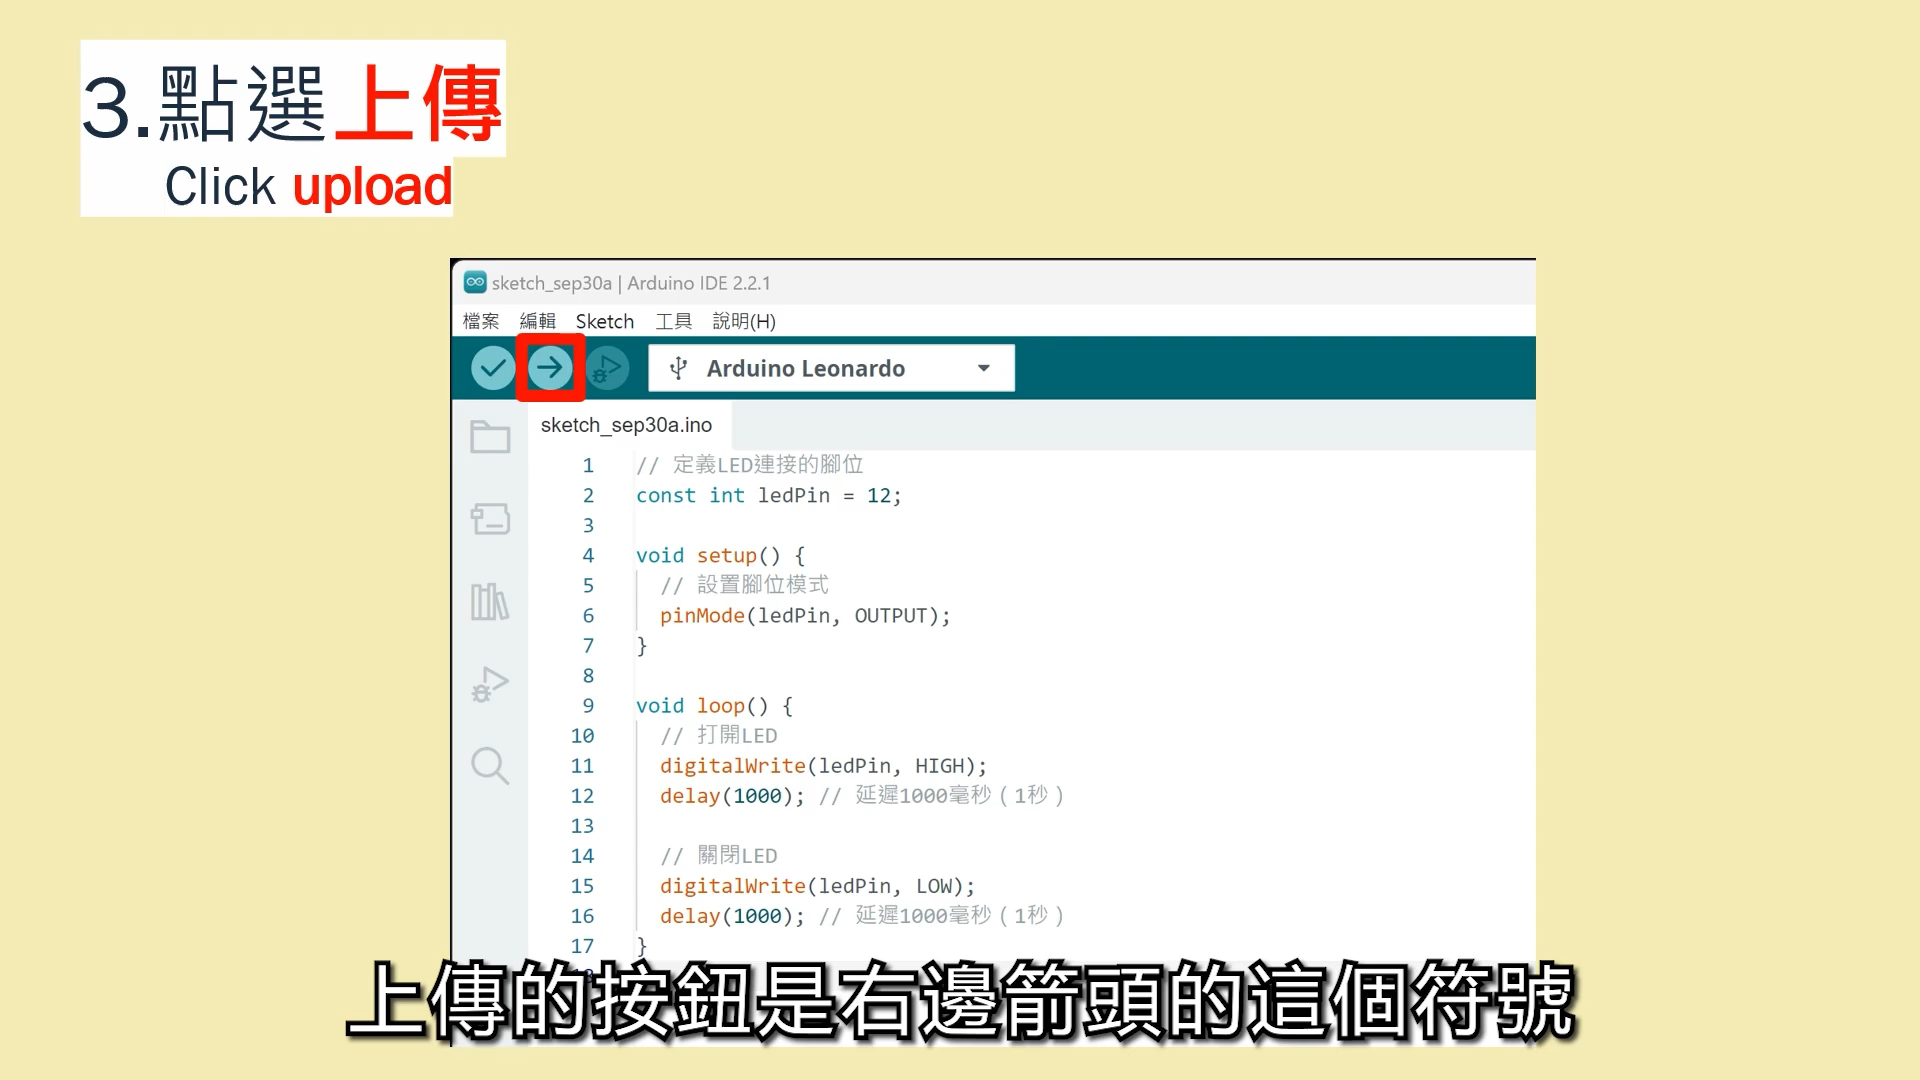 3.點選上傳
Click upload
sketch_sep30a | Arduino IDE 2.2.1
檔案 編輯 Sketch 工具 說明(H)
Arduino Leonardo
sketch_sep30a.ino
1 // 定義LED連接的腳位
2 const int ledPin = 12;
3
4 void setup() {
5 // 設置腳位模式
6 pinMode(ledPin, OUTPUT);
7 }
8
9 void loop() {
10 // 打開LED
11 digitalWrite(ledPin, HIGH);
12 delay(1000); // 延遲1000毫秒（1秒）
13
14 // 關閉LED
15 digitalWrite(ledPin, LOW);
16 delay(1000); // 延遲1000毫秒（1秒）
17 }
上傳的按鈕是右邊箭頭的這個符號